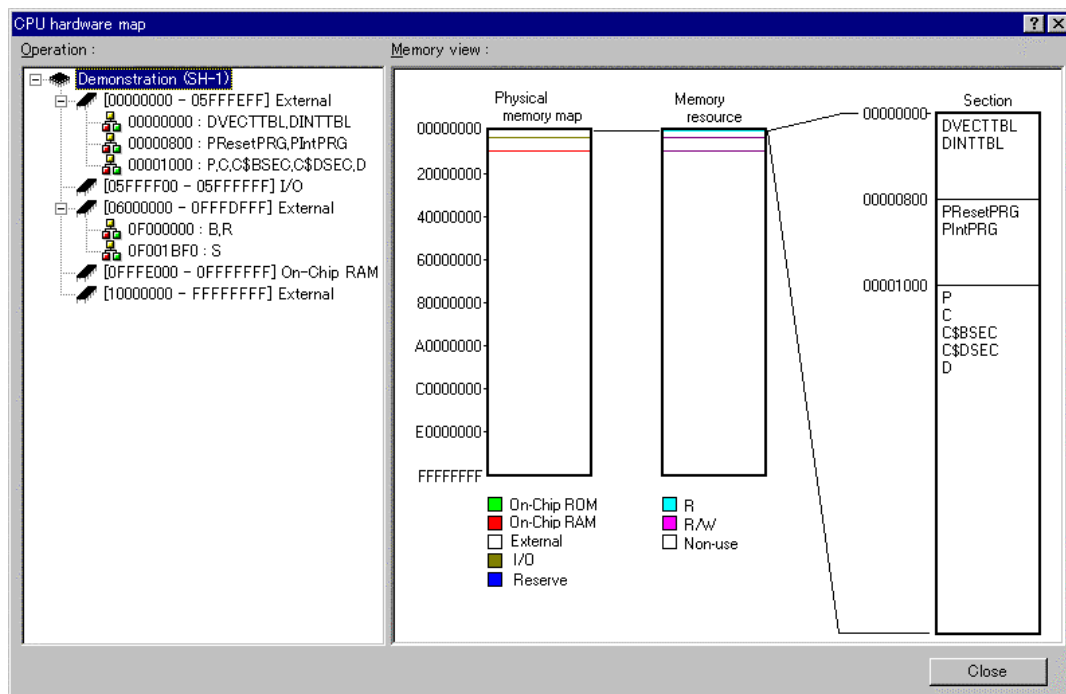 CPU hardware map
Operation :
Memory view :
Demonstration (SH-1)
[00000000 - 05FFFEFF] External
00000000 : DVECTTBL,DINTTBL
00000800 : PResetPRG,PIntPRG
00001000 : P,C,C$BSEC,C$DSEC,D
[05FFFF00 - 05FFFFFF] I/O
[06000000 - 0FFFDFFF] External
0F000000 : B,R
0F001BF0 : S
[0FFFE000 - 0FFFFFFF] On-Chip RAM
[10000000 - FFFFFFFF] External
Physical
memory map
00000000
20000000
40000000
60000000
80000000
A0000000
C0000000
E0000000
FFFFFFFF
On-Chip ROM
On-Chip RAM
External
I/O
Reserve
Memory
resource
R
R/W
Non-use
Section
00000000
DVECTTBL
DINTTBL
00000800
PResetPRG
PIntPRG
00001000
P
C
C$BSEC
C$DSEC
D
Close